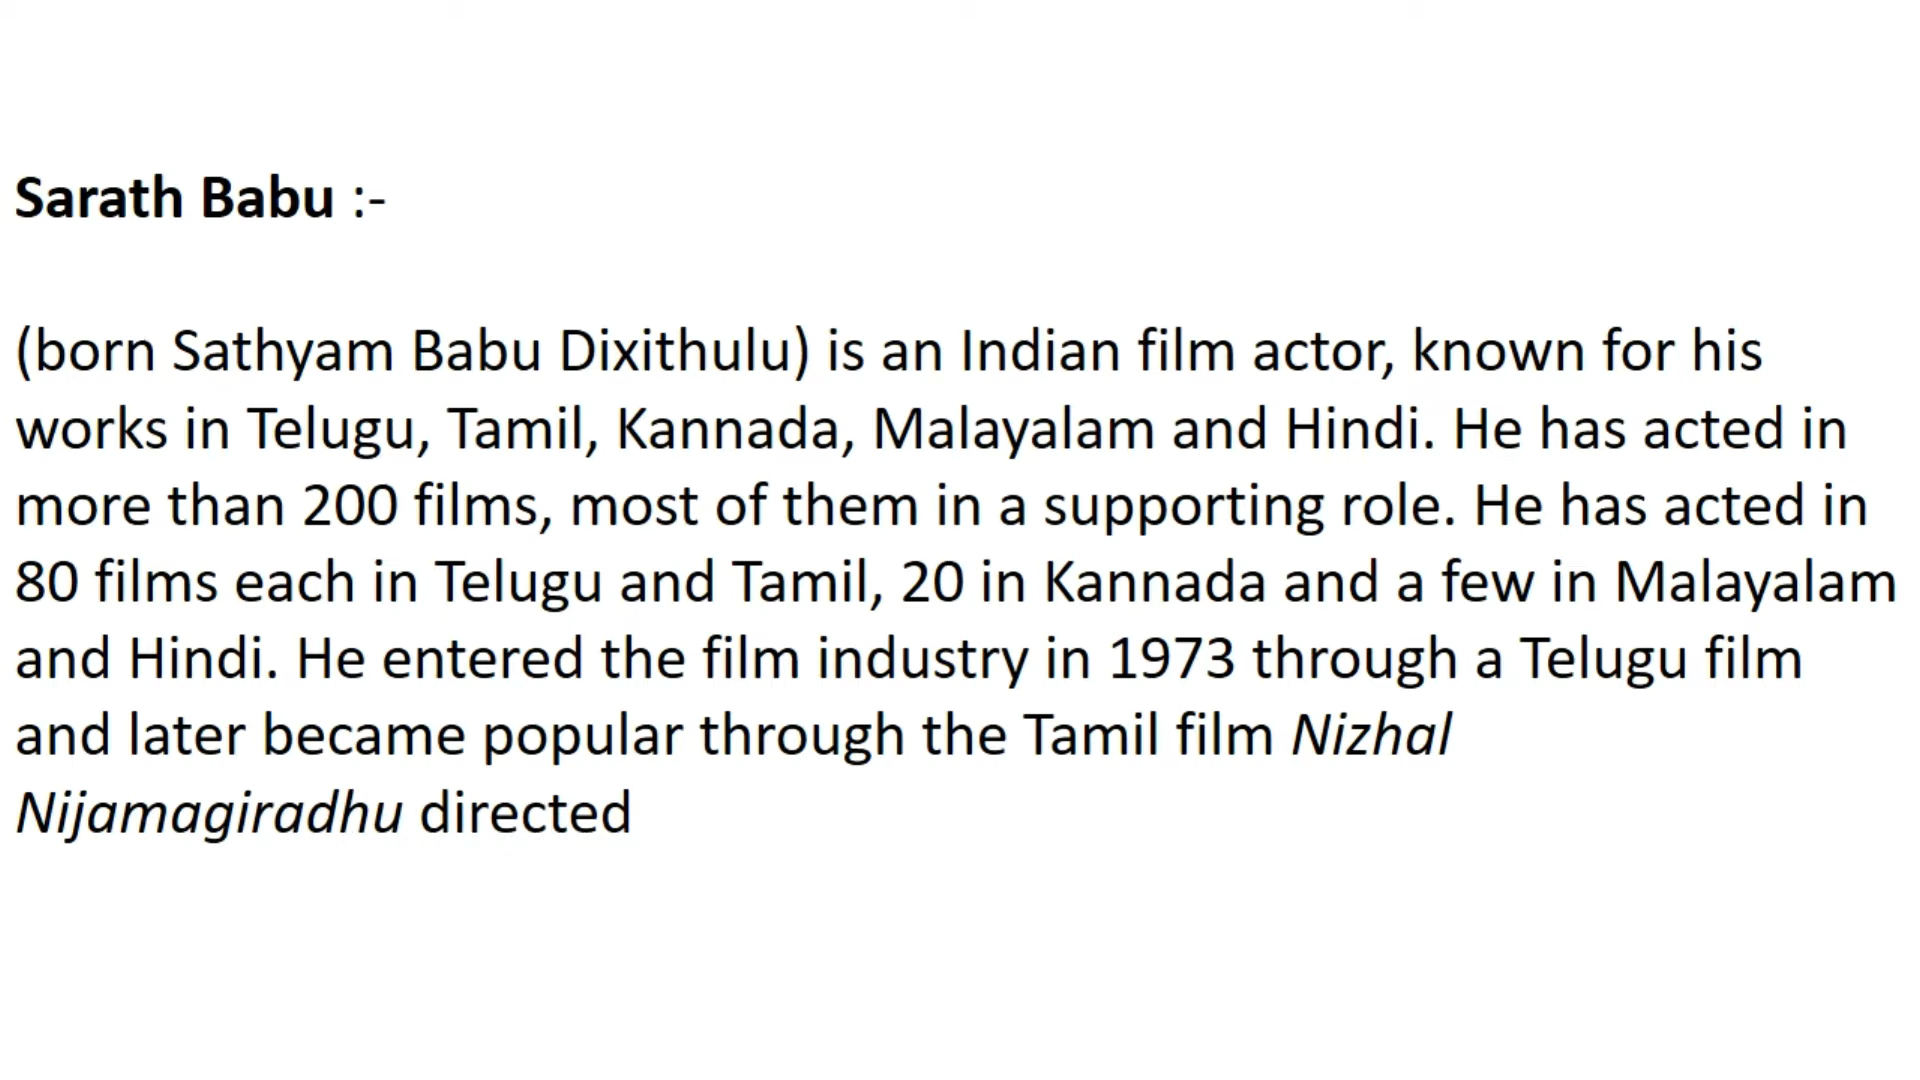 Sarath Babu :-
(born Sathyam Babu Dixithulu) is an Indian film actor, known for his
works in Telugu, Tamil, Kannada, Malayalam and Hindi. He has acted in
more than 200 films, most of them in a supporting role. He has acted in
80 films each in Telugu and Tamil, 20 in Kannada and a few in Malayalam
and Hindi. He entered the film industry in 1973 through a Telugu film
and later became popular through the Tamil film Nizhal
Nijamagiradhu directed